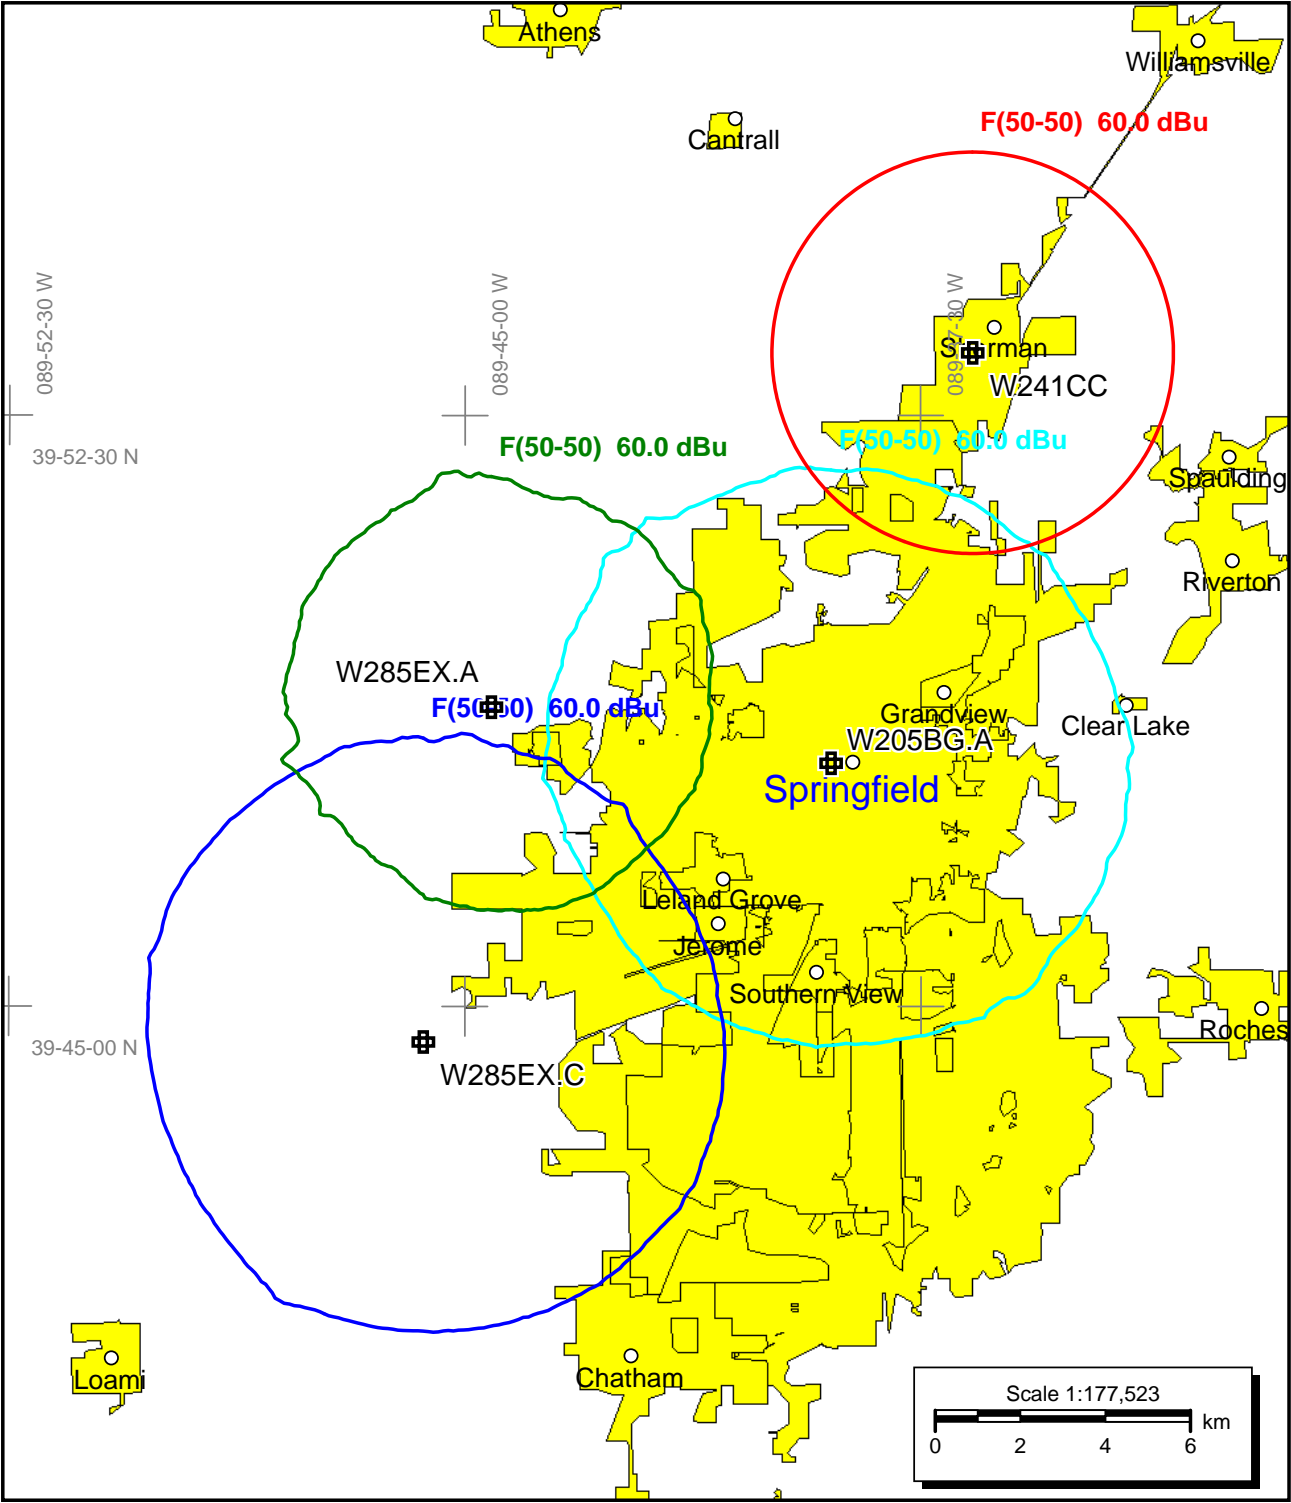 Athens
Williamsville
Cantrall
F(50-50) 60.0 dBu
089-52-30 W
089-45-00 W
089-37-30 W
Sherman
W241CC
39-52-30 N
F(50-50) 60.0 dBu
F(50-50) 60.0 dBu
Spaulding
Riverton
W285EX.A
F(50-50) 60.0 dBu
Grandview
Clear Lake
W205BG.A
Springfield
Leland Grove
Jerome
Southern View
39-45-00 N
Roches
W285EX.C
Loami
Chatham
Scale 1:177,523
km
0 2 4 6